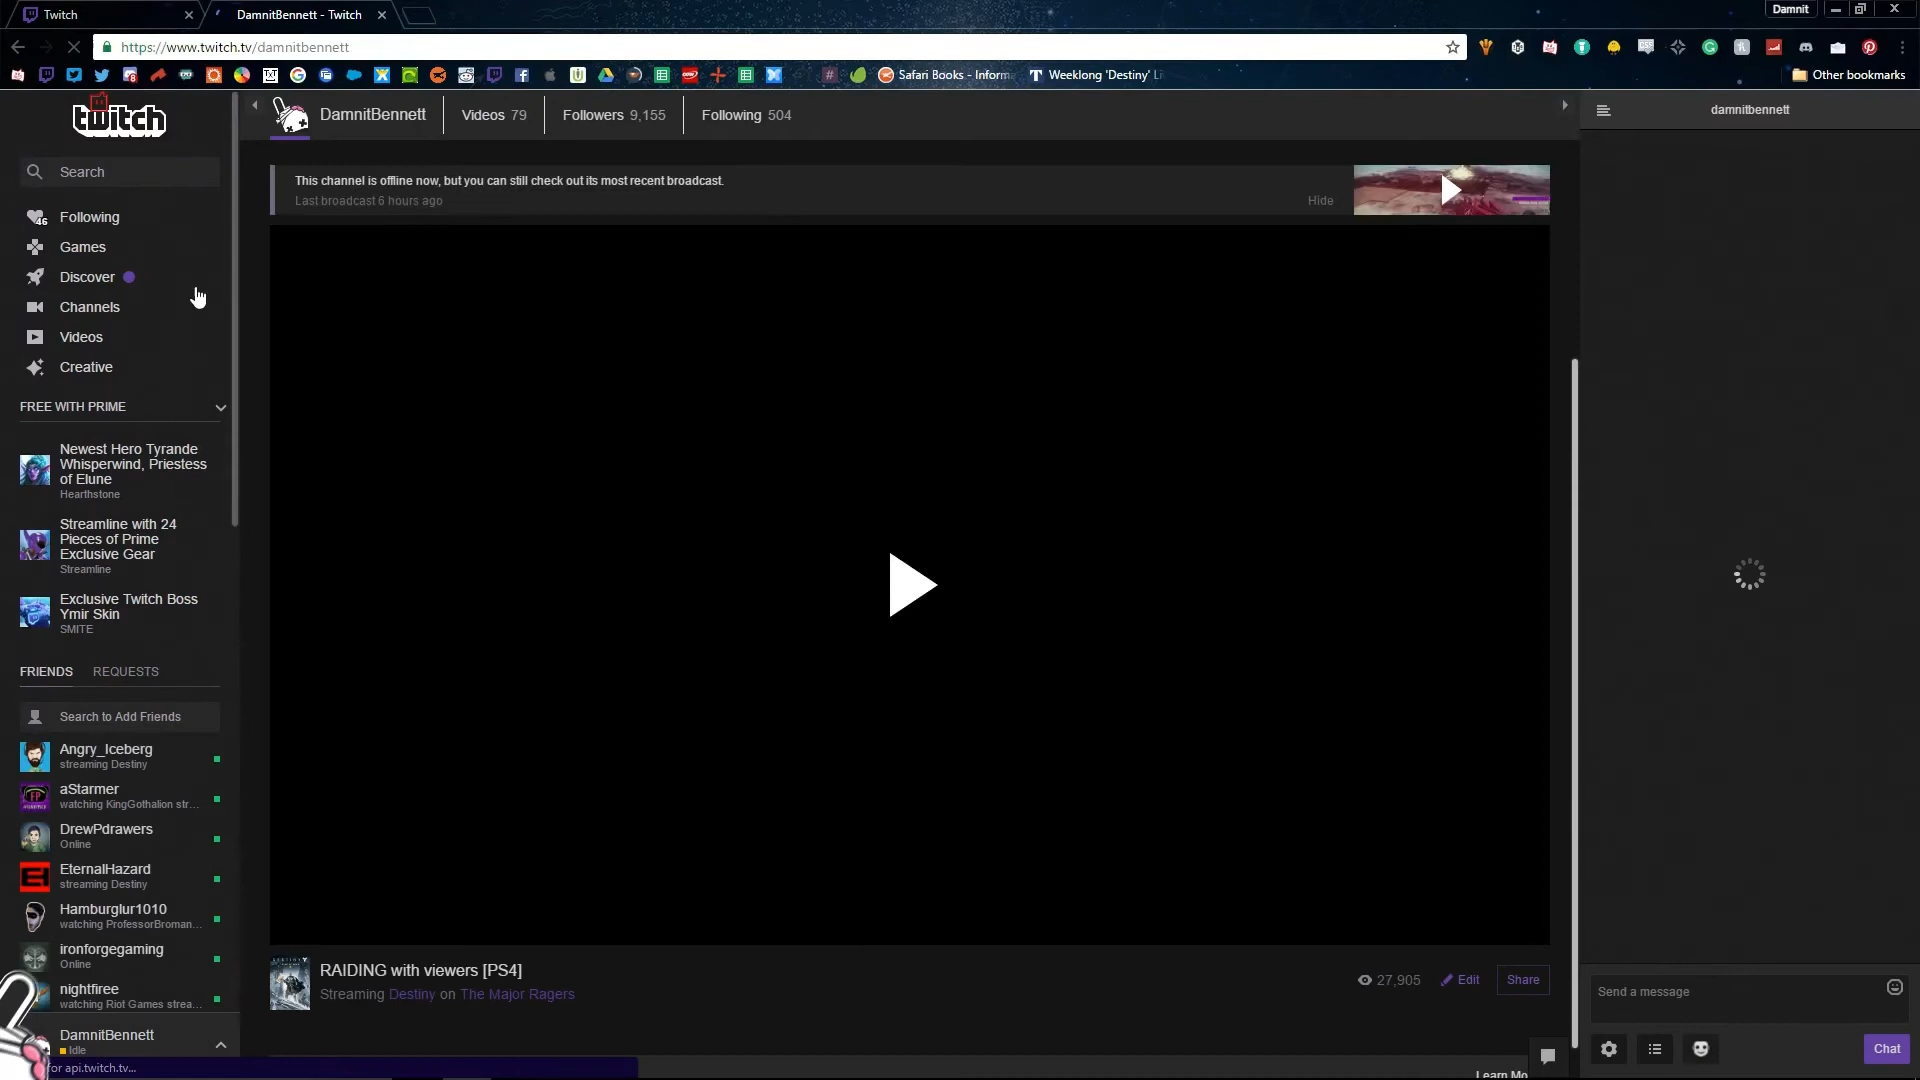 Twitch
DamnitBennett - Twitch
Damnit
https://www.twitch.tv/damnitbennett
Safari Books - Inform
Weeklong 'Destiny' Li
Other bookmarks
twitch
Search
46
Following
Games
Discover
Channels
Videos
Creative
FREE WITH PRIME
Newest Hero Tyrande
Whisperwind, Priestess
of Elune
Hearthstone
Streamline with 24
Pieces of Prime
Exclusive Gear
Streamline
Exclusive Twitch Boss
Ymir Skin
SMITE
FRIENDS REQUESTS
Search to Add Friends
Angry_Iceberg
streaming Destiny
aStarmer
watching KingGothalion str...
DrewPdrawers
Online
EternalHazard
streaming Destiny
Hamburglur1010
watching ProfessorBroman...
ironforgegaming
Online
nightfiree
watching Riot Games strea...
DamnitBennett
Idle
for api.twitch.tv...
DamnitBennett
Videos 79
Followers 9,155
Following 504
This channel is offline now, but you can still check out its most recent broadcast.
Last broadcast 6 hours ago
Hide
RAIDING with viewers [PS4]
Streaming Destiny on The Major Ragers
27,905
Edit
Share
Learn Mo
damnitbennett
Send a message
Chat